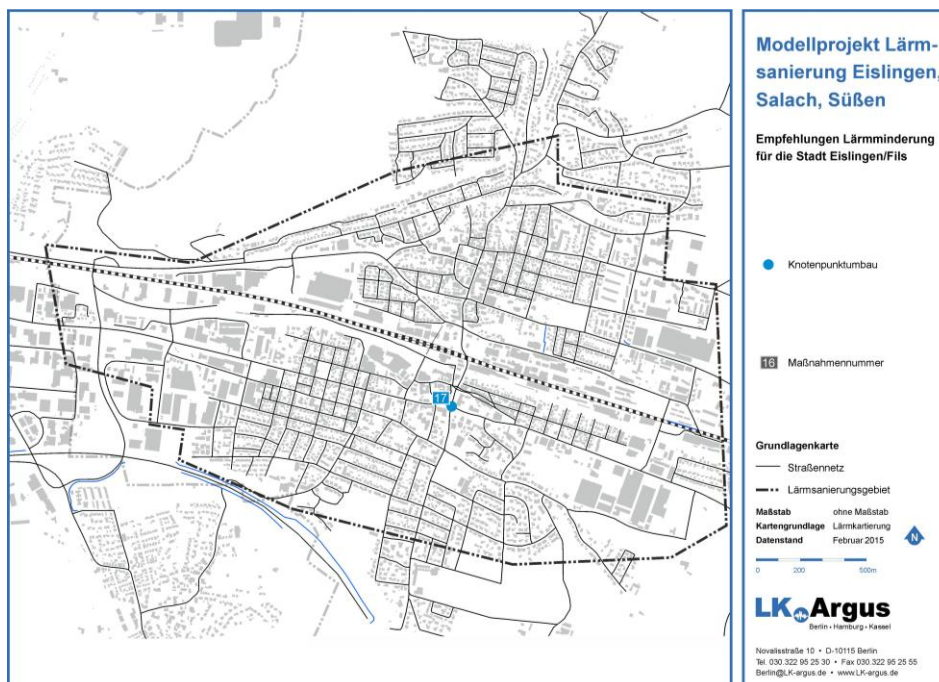 17
Modellprojekt Lärm-
sanierung Eislingen,
Salach, Süßen
Empfehlungen Lärmminderung
für die Stadt Eislingen/Fils
Knotenpunktumbau
16 Maßnahmennummer
Grundlagenkarte
Straßennetz
Lärmsanierungsgebiet
Maßstab ohne Maßstab
Kartengrundlage Lärmkartierung
Datenstand Februar 2015
N
0 200 500m
LK Argus
Berlin • Hamburg • Kassel
Novalisstraße 10 • D-10115 Berlin
Tel. 030.322 95 25 30 • Fax 030.322 95 25 55
Berlin@LK-argus.de • www.LK-argus.de